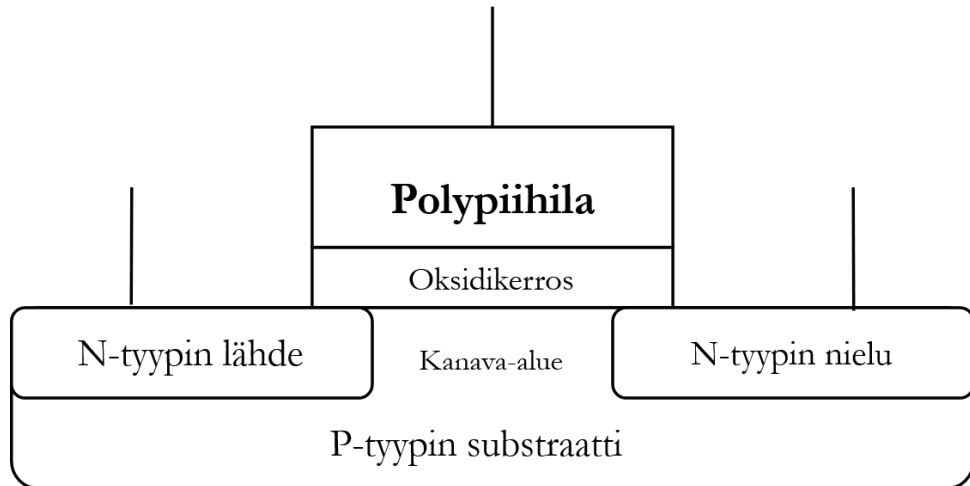 Polypiihila
Oksidikerros
N-tyypin lähde
Kanava-alue
N-tyypin nielu
P-tyypin substraatti